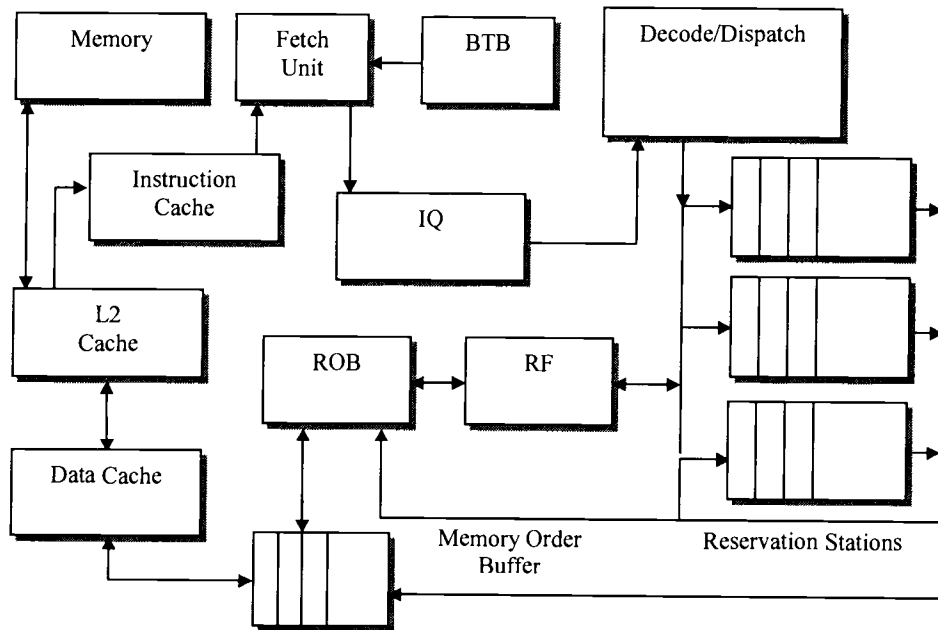 Memory
Fetch
Unit
BTB
Decode/Dispatch
Instruction
Cache
IQ
L2
Cache
ROB
RF
Data Cache
Memory Order
Buffer
Reservation Stations